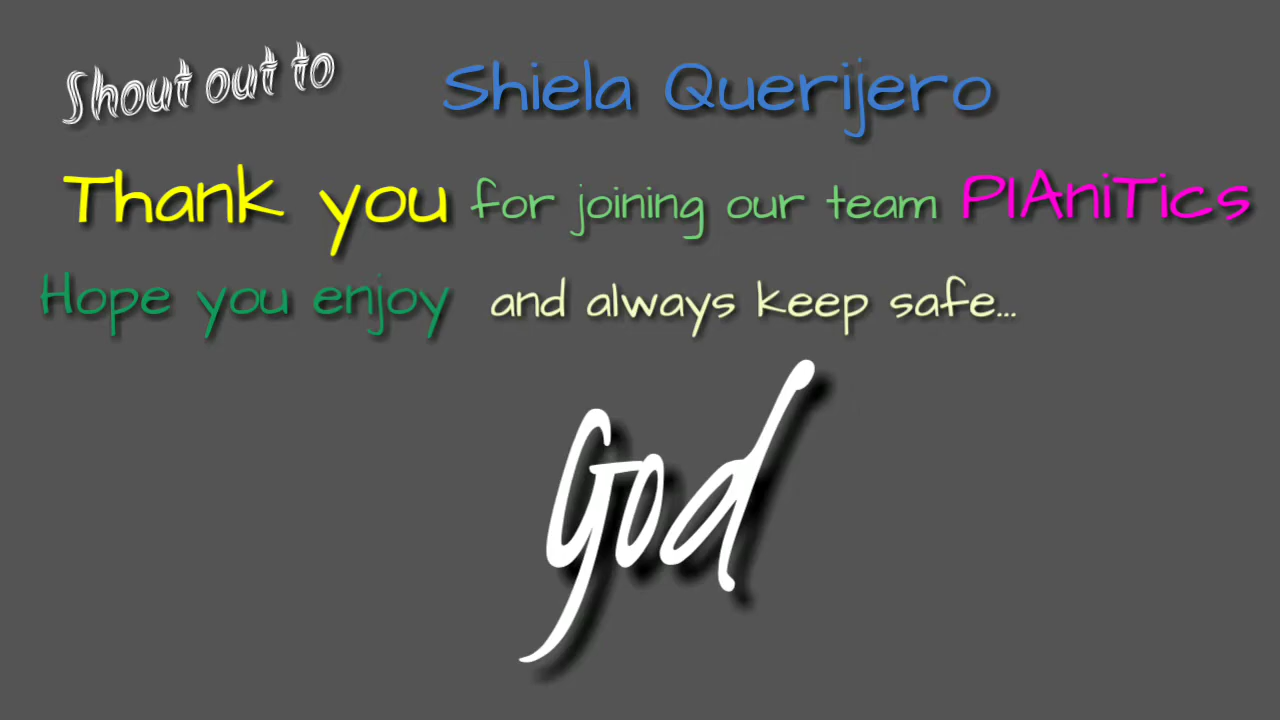 Shout out to Shiela Querijero
Thank you for joining our team PlAniTics
Hope you enjoy and always keep safe...
God